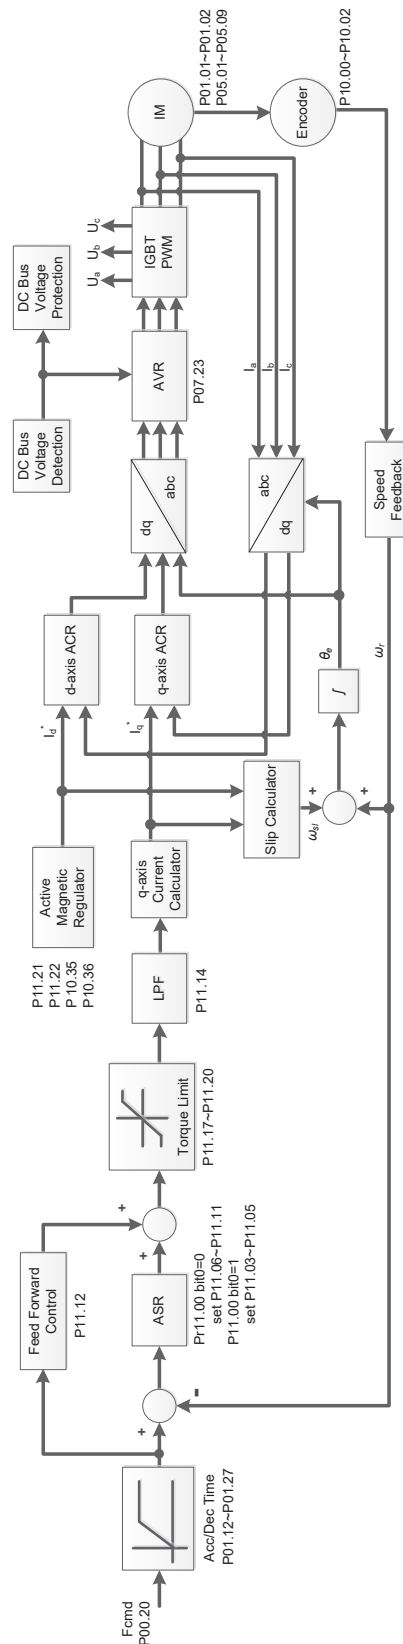 Fcmd
P00.20
Acc/Dec Time
P01.12~P01.27
+
-
Feed Forward
Control
P11.12
ASR
Pr11.00 bit0=0
set P11.06~P11.11
P11.00 bit0=1
set P11.03~P11.05
+
+
Torque Limit
P11.17~P11.20
LPF
P11.14
q-axis
Current
Calculator
P11.21
P11.22
P 10.35
P10.36
Active
Magnetic
Regulator
Id*
Iq*
Slip Calculator
ωsl
+
+
∫
θe
d-axis ACR
q-axis ACR
dq
abc
abc
dq
DC Bus
Voltage
Detection
DC Bus
Voltage
Protection
AVR
P07.23
IGBT
PWM
Ua
Ub
Uc
Ia
Ib
Ic
IM
P01.01~P01.02
P05.01~P05.09
Encoder
P10.00~P10.02
Speed
Feedback
ωr